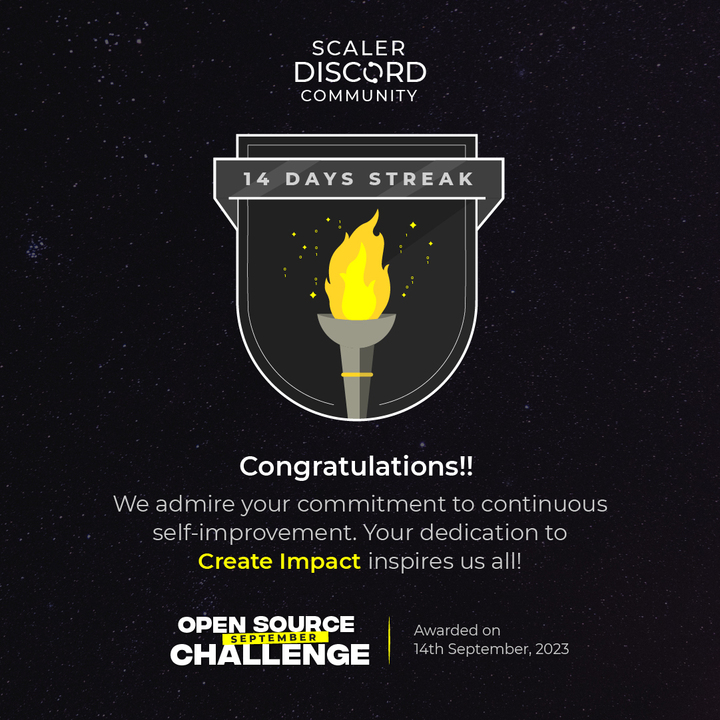 SCALER
DISCORD
COMMUNITY
14 DAYS STREAK
Congratulations!!
We admire your commitment to continuous
self-improvement. Your dedication to
Create Impact inspires us all!
OPEN SOURCE
SEPTEMBER
CHALLENGE
Awarded on
14th September, 2023